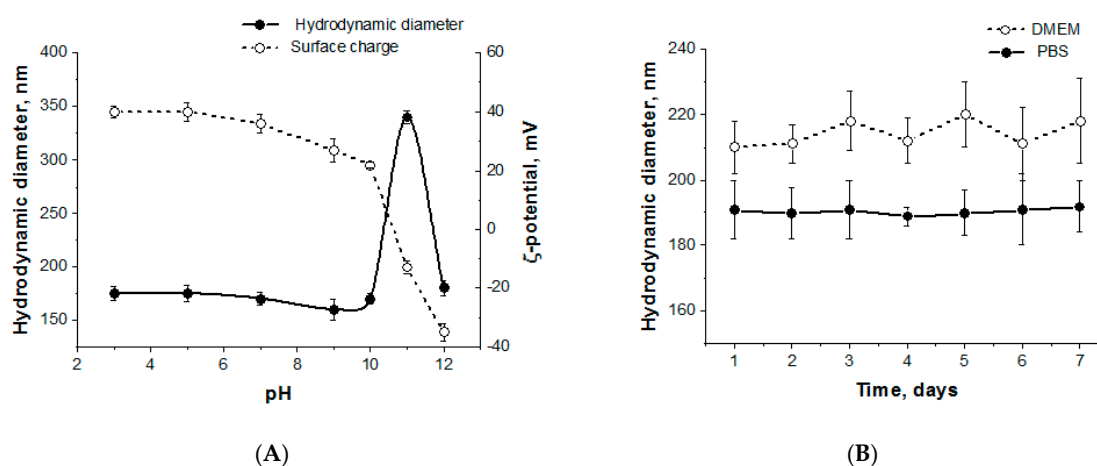 Hydrodynamic diameter
Surface charge
400
350
300
250
200
150
Hydrodynamic diameter, nm
60
40
20
0
-20
-40
ζ-potential, mV
2 4 6 8 10 12
pH
(A)
DMEM
PBS
240
220
200
180
160
Hydrodynamic diameter, nm
1 2 3 4 5 6 7
Time, days
(B)